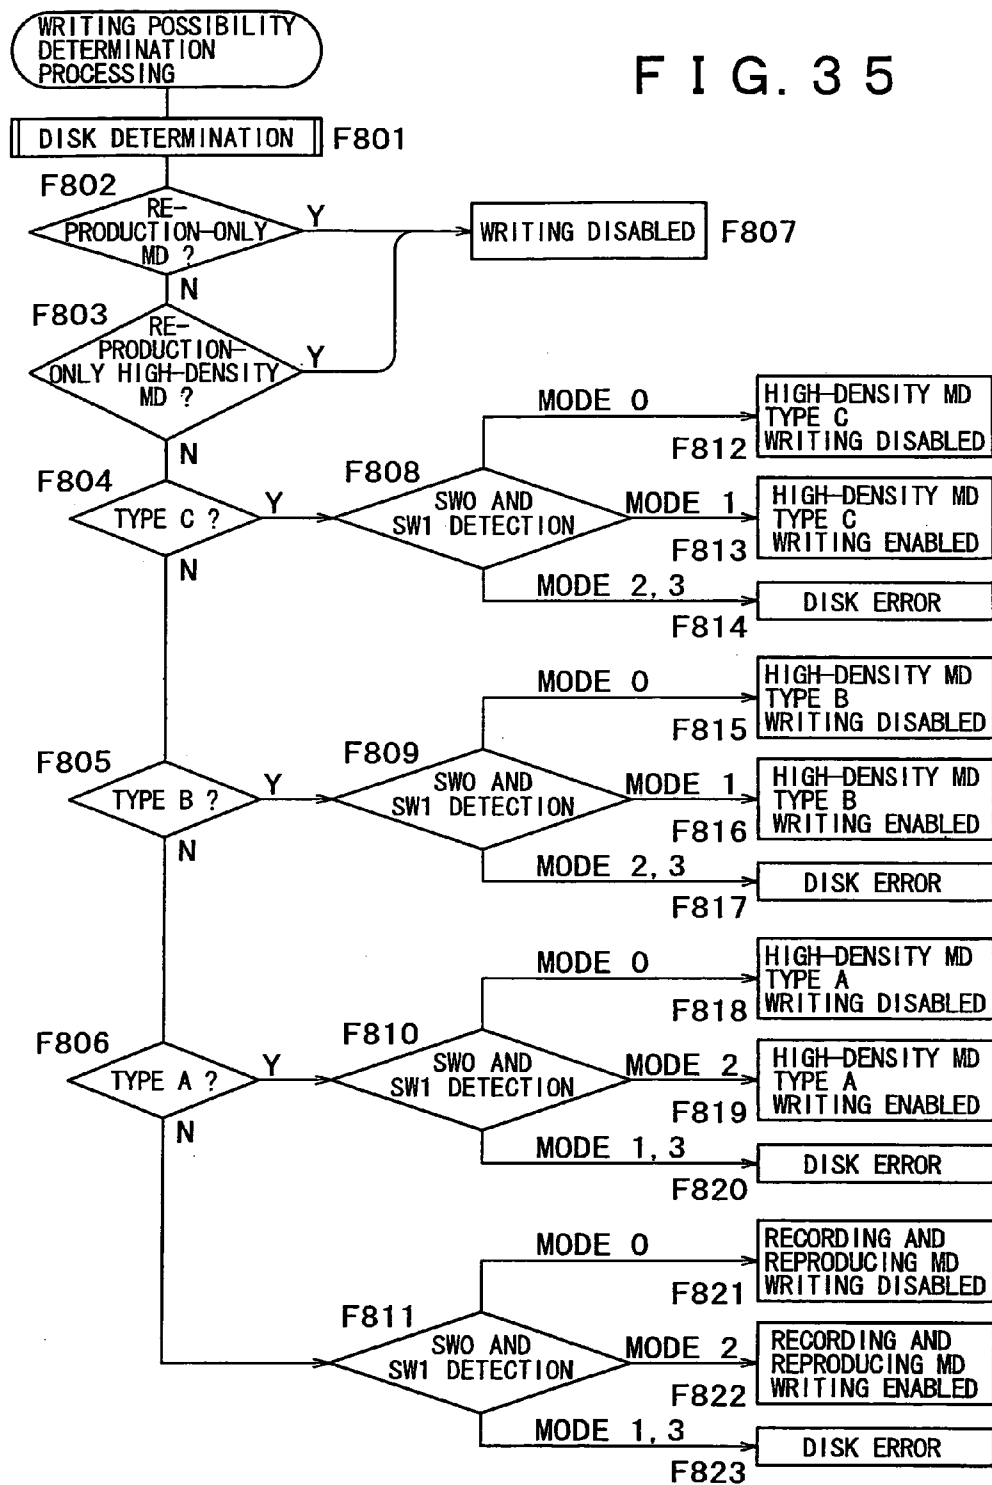 WRITING POSSIBILITY
DETERMINATION
PROCESSING
FIG. 35
DISK DETERMINATION
F801
F802
RE-
PRODUCTION-ONLY
MD ?
Y
N
WRITING DISABLED
F807
F803
RE-
PRODUCTION-
ONLY HIGH-DENSITY
MD ?
Y
N
F804
TYPE C ?
Y
N
F808
SW0 AND
SW1 DETECTION
MODE 0
F812
HIGH-DENSITY MD
TYPE C
WRITING DISABLED
MODE 1
F813
HIGH-DENSITY MD
TYPE C
WRITING ENABLED
MODE 2, 3
F814
DISK ERROR
F805
TYPE B ?
Y
N
F809
SW0 AND
SW1 DETECTION
MODE 0
F815
HIGH-DENSITY MD
TYPE B
WRITING DISABLED
MODE 1
F816
HIGH-DENSITY MD
TYPE B
WRITING ENABLED
MODE 2, 3
F817
DISK ERROR
F806
TYPE A ?
Y
N
F810
SW0 AND
SW1 DETECTION
MODE 0
F818
HIGH-DENSITY MD
TYPE A
WRITING DISABLED
MODE 2
F819
HIGH-DENSITY MD
TYPE A
WRITING ENABLED
MODE 1, 3
F820
DISK ERROR
F811
SW0 AND
SW1 DETECTION
MODE 0
F821
RECORDING AND
REPRODUCING MD
WRITING DISABLED
MODE 2
F822
RECORDING AND
REPRODUCING MD
WRITING ENABLED
MODE 1, 3
F823
DISK ERROR